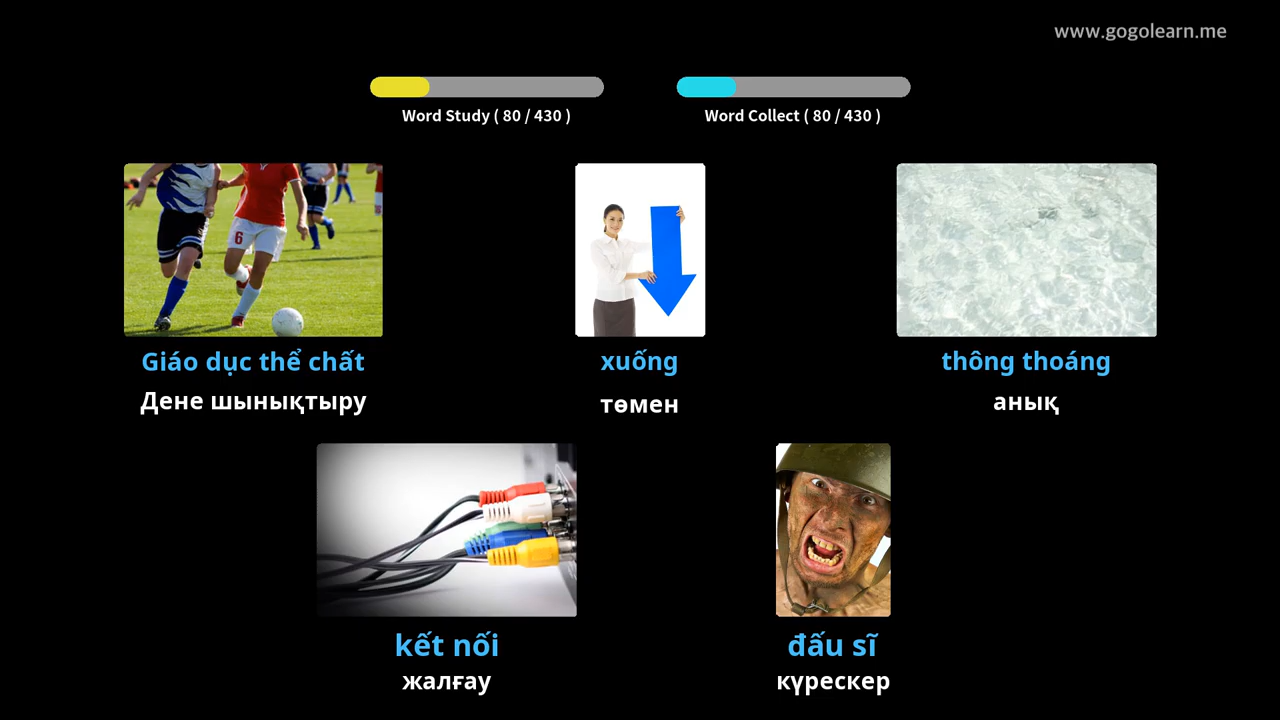 www.gogolearn.me
Word Study ( 80 / 430 )
Word Collect ( 80 / 430 )
Giáo dục thể chất
Дене шынықтыру
xuống
төмен
thông thoáng
анық
kết nối
жалғау
đấu sĩ
күрескер
6